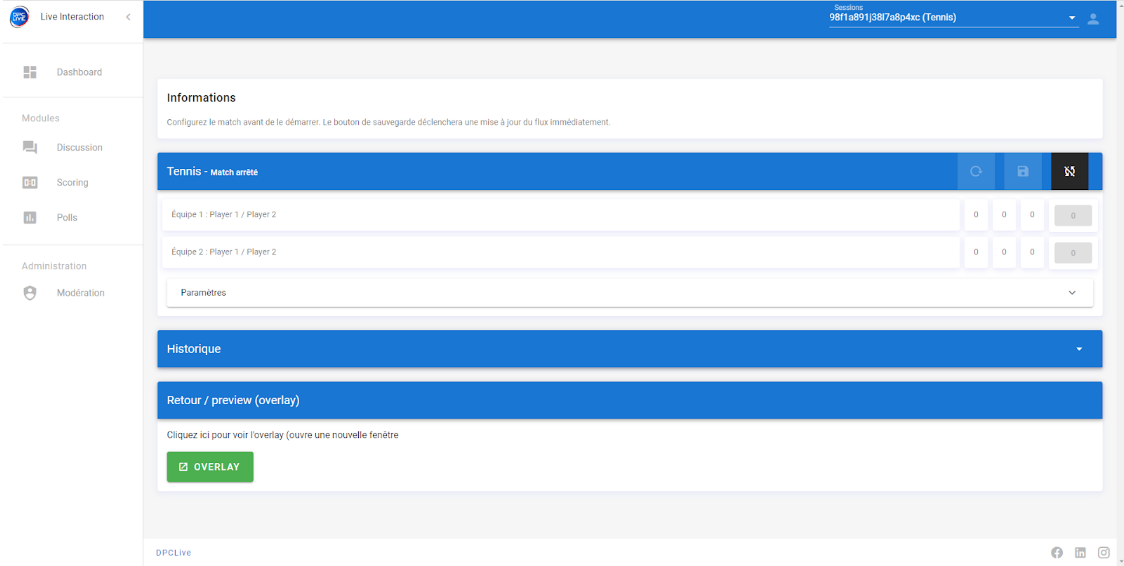 DPC
LIVE
Live Interaction
Sessions
98f1a891j38l7a8p4xc (Tennis)
Dashboard
Modules
Discussion
Scoring
Polls
Administration
Modération
Informations
Configurez le match avant de le démarrer. Le bouton de sauvegarde déclenchera une mise à jour du flux immédiatement.
Tennis - Match arrêté
Équipe 1 : Player 1 / Player 2 0 0 0 0
Équipe 2 : Player 1 / Player 2 0 0 0 0
Paramètres
Historique
Retour / preview (overlay)
Cliquez ici pour voir l'overlay (ouvre une nouvelle fenêtre
OVERLAY
DPCLive